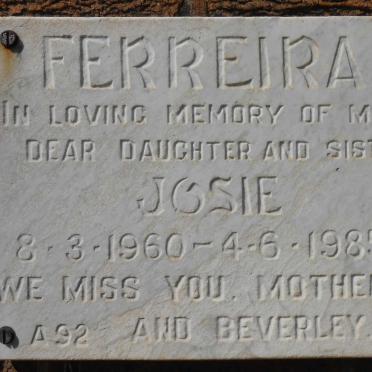 FERREIRA
IN LOVING MEMORY OF M
DEAR DAUGHTER AND SIST
JOSIE
8·3·1960-4·6·1985
WE MISS YOU. MOTHE
D A92 AND BEVERLEY.